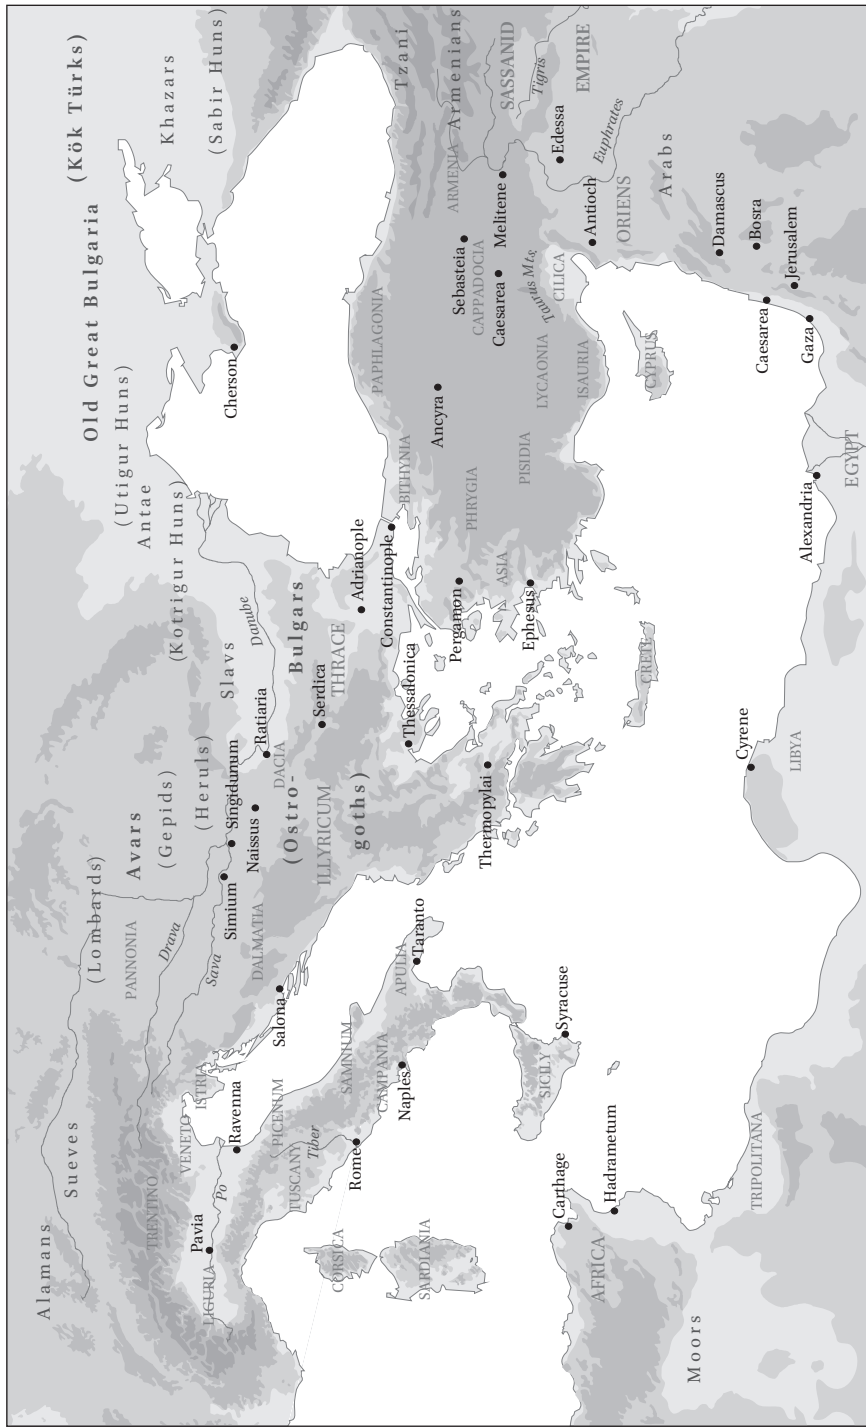 Alamans
Sueves
(Lombards)
PANNONIA
Drava
Sava
Avars
(Gepids)
(Heruls)
Slavs
(Kotrigur Huns)
Antae
(Utigur Huns)
Old Great Bulgaria
(Kök Türks)
Khazars
(Sabir Huns)
TRENTINO
VENETO
ISTRIA
LIGURIA
Pavia
Po
Ravenna
Simium
Singidunum
Naissus
Ratiaria
Danube
DACIA
DALMATIA
Salona
Cherson
PICENUM
TUSCANY
Tiber
Rome
SAMNIUM
CAMPANIA
Naples
APULIA
Taranto
CORSICA
SARDIANIA
(Ostro-
goths)
ILLYRICUM
Serdica
Bulgars
THRACE
Adrianople
Constantinople
Thessalonica
Thermopylai
BITHYNIA
PAPHLAGONIA
Ancyra
PHRYGIA
Pergamon
ASIA
Ephesus
PISIDIA
LYCAONIA
ISAURIA
Taurus Mts.
CILICA
Sebasteia
CAPPADOCIA
Caesarea
Melitene
ARMENIA
Armenians
Tzani
SASSANID
EMPIRE
Tigris
Edessa
Euphrates
Antioch
ORIENS
Arabs
SICILY
Syracuse
CRETE
CYPRUS
Damascus
Bosra
Jerusalem
Caesarea
Gaza
Carthage
Hadrametum
AFRICA
Moors
TRIPOLITANA
Cyrene
LIBYA
Alexandria
EGYPT